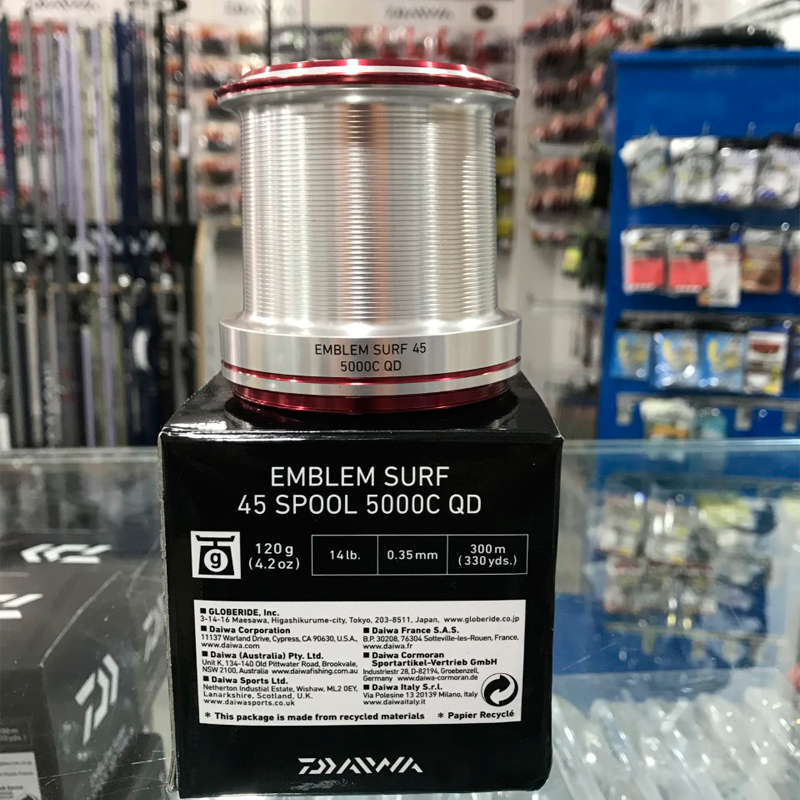 DAIWA
DAIWA
EMBLEM SURF 45
5000C QD
EMBLEM SURF
45 SPOOL 5000C QD
g
120g
(4.2oz)
14lb.
0.35mm
300m
(330yds.)
■ GLOBERIDE, Inc.
3-14-16 Maesawa, Higashikurume-city, Tokyo, 203-8511, Japan, www.globeride.co.jp
■ Daiwa Corporation
11137 Warland Drive, Cypress, CA 90630, U.S.A.,
www.daiwa.com
■ Daiwa (Australia) Pty. Ltd.
Unit K, 134-140 Old Pittwater Road, Brookvale,
NSW 2100, Australia www.daiwafishing.com.au
■ Daiwa Sports Ltd.
Netherton Industial Estate, Wishaw, ML2 0EY,
Lanarkshire, Scotland, U.K.
www.daiwasports.co.uk
■ Daiwa France S.A.S.
B.P. 30208, 76304 Sotteville-les-Rouen, France,
www.daiwa.fr
■ Daiwa Cormoran
Sportartikel-Vertrieb GmbH
Industriestr 28, D-82194, Groebenzell,
Germany www.daiwa-cormoran.de
■ Daiwa Italy S.r.l.
Via Polesine 13 20139 Milano, Italy
www.daiwaitaly.it
* This package is made from recycled materials * Papier Recyclé
DAIWA